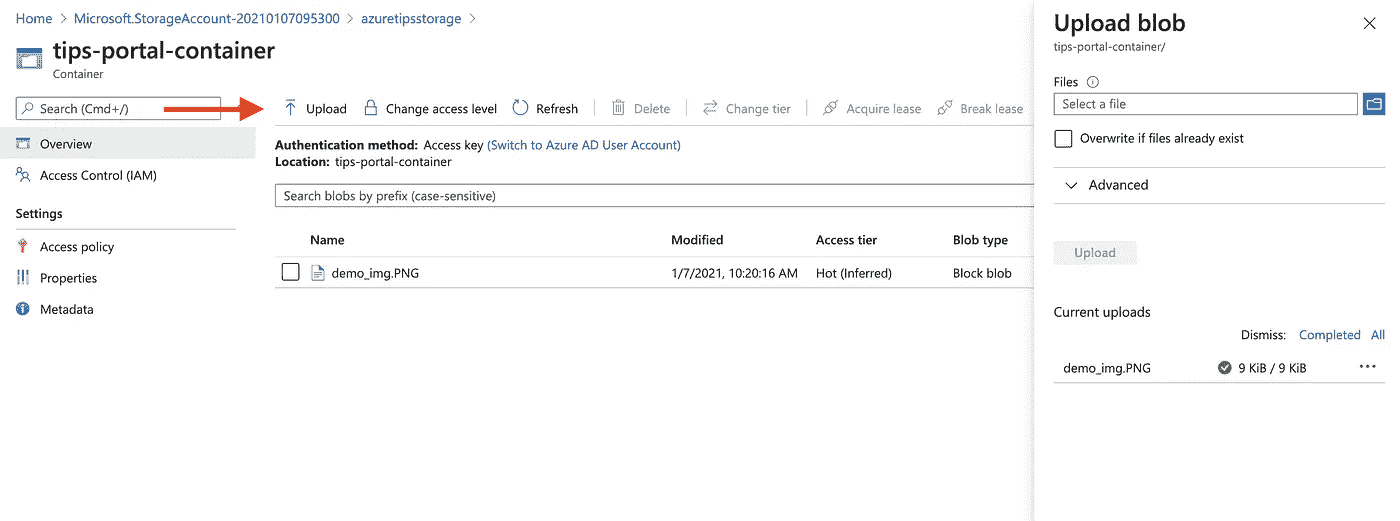 Home > Microsoft.StorageAccount-20210107095300 > azuretipsstorage >
tips-portal-container
Container
Search (Cmd+/)
Overview
Access Control (IAM)
Settings
Access policy
Properties
Metadata
Upload Change access level Refresh Delete Change tier Acquire lease Break lease
Authentication method: Access key (Switch to Azure AD User Account)
Location: tips-portal-container
Search blobs by prefix (case-sensitive)
Name Modified Access tier Blob type
demo_img.PNG 1/7/2021, 10:20:16 AM Hot (Inferred) Block blob
Upload blob
tips-portal-container/
Files
Select a file
Overwrite if files already exist
Advanced
Upload
Current uploads
Dismiss: Completed All
demo_img.PNG 9 KiB / 9 KiB ...